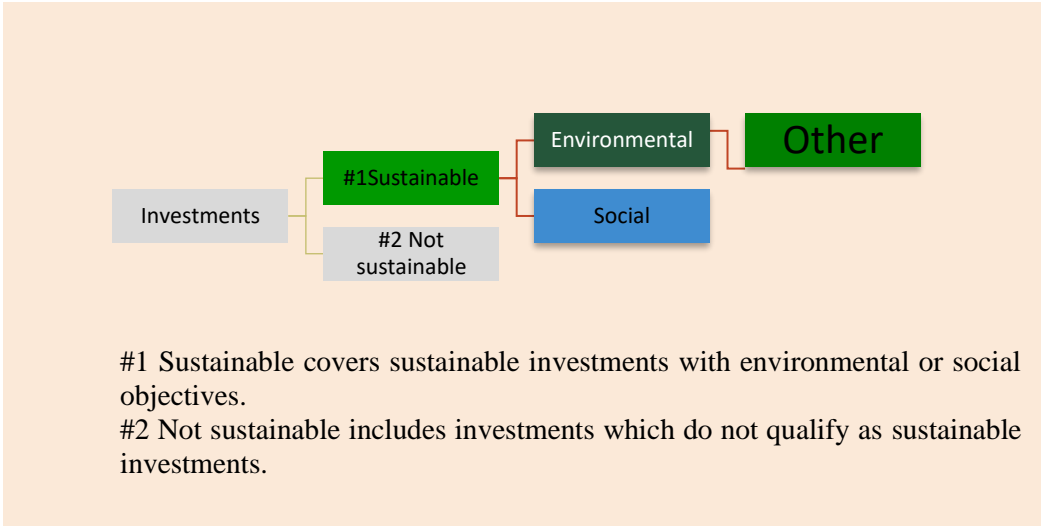 Environmental
Other
#1Sustainable
Investments
Social
#2 Not
sustainable
#1 Sustainable covers sustainable investments with environmental or social
objectives.
#2 Not sustainable includes investments which do not qualify as sustainable
investments.